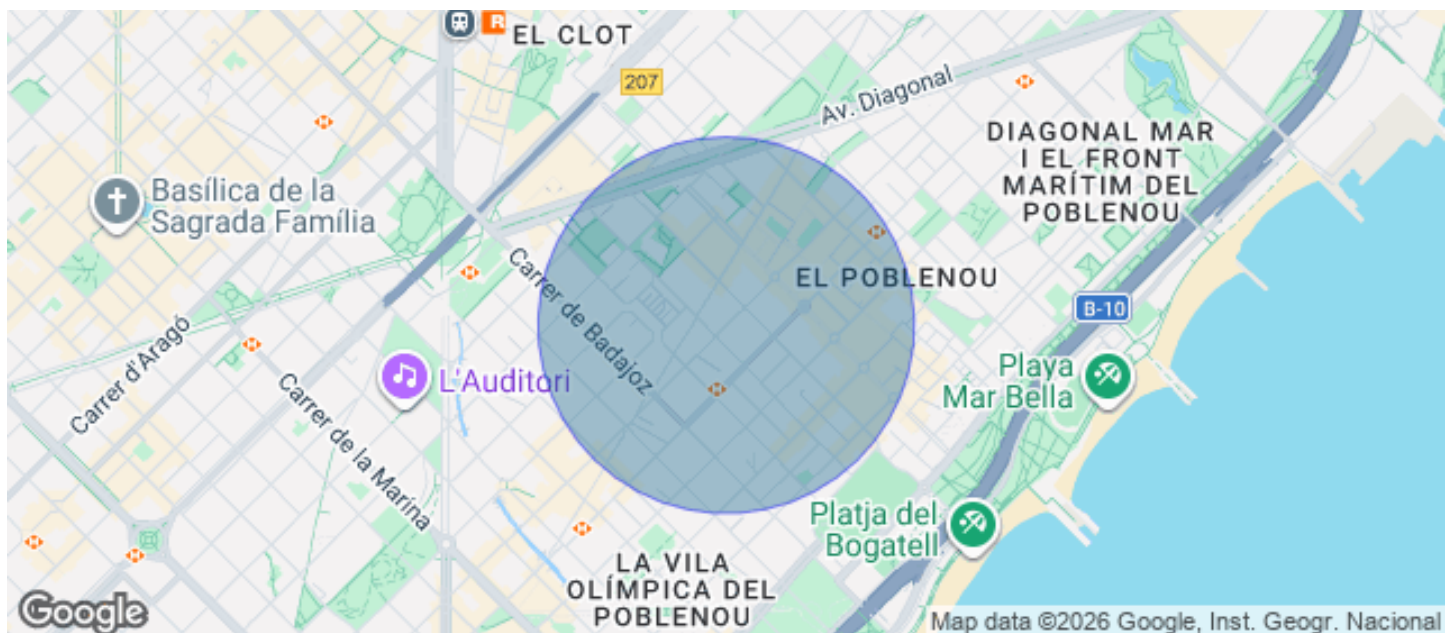 R
EL CLOT
207
Av. Diagonal
DIAGONAL MAR
I EL FRONT
MARÍTIM DEL
POBLENOU
Basílica de la
Sagrada Família
Carrer de Badajoz
EL POBLENOU
B-10
Carrer d'Aragó
L'Auditori
Playa
Mar Bella
Carrer de la Marina
Platja del
Bogatell
LA VILA
OLÍMPICA DEL
POBLENOU
Google
Map data ©2026 Google, Inst. Geogr. Nacional